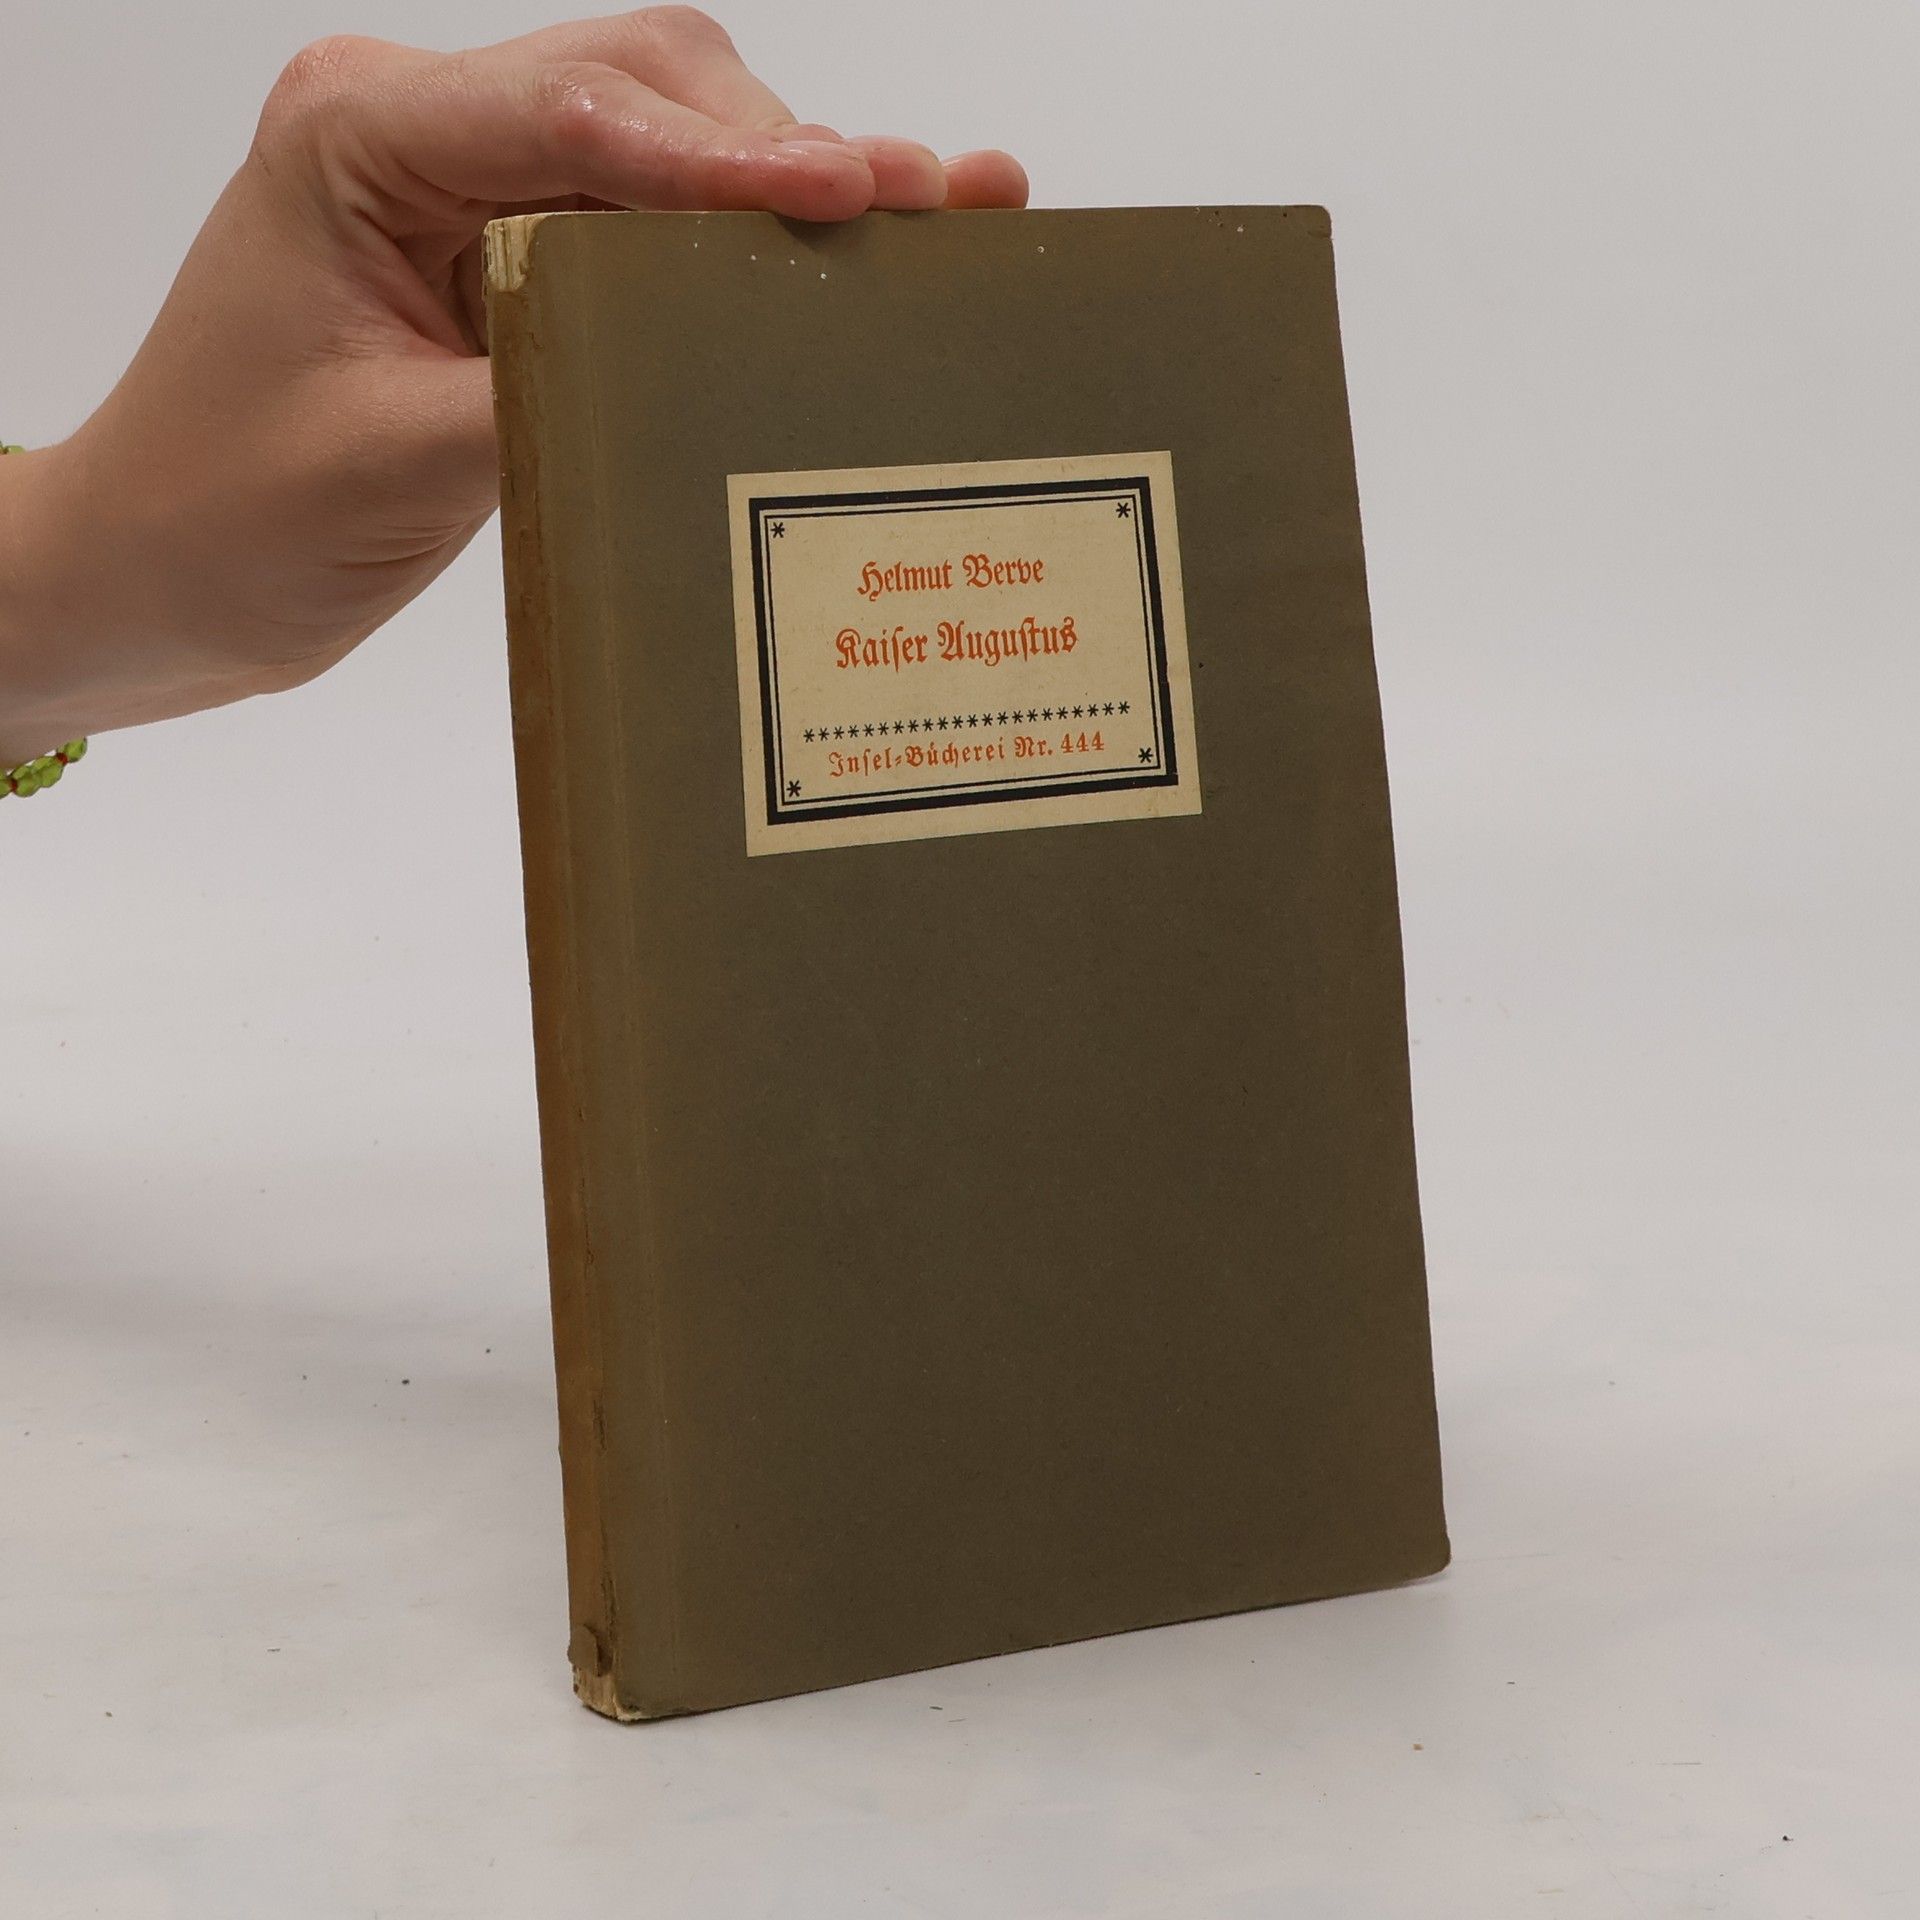 Helmut Berve
Kaiſer Auguſtus
*********************
Inſel-Bücherei Nr. 444